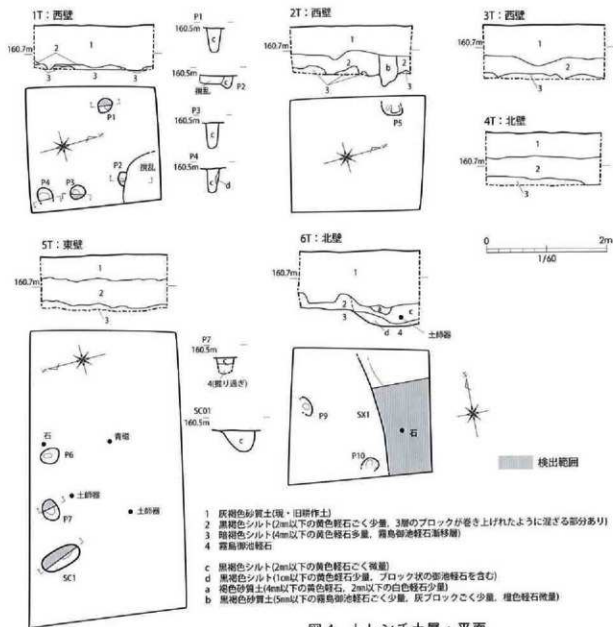 1T：西壁
160.7m
1
2
3
3
P1
160.5m
c
160.5m
撹乱
P2
P3
160.5m
c
P4
160.5m
c
d
P1
P2
撹乱
P4
P3
2T：西壁
160.7m
1
2
b
2
3
3
P5
3T：西壁
160.7m
1
2
3
4T：北壁
160.7m
1
2
3
0
2m
1/60
5T：東壁
160.7m
1
2
3
石
青磁
P6
土師器
P7
土師器
SC1
P7
160.5m
c
4(掘り過ぎ)
SC01
160.5m
c
6T：北壁
160.7m
1
2
a
c
3
d
4
土師器
P9
SX1
石
P10
検出範囲
1 灰褐色砂質土(現・旧耕作土)
2 黒褐色シルト(2㎜以下の黄色軽石ごく少量、3層のブロックが巻き上げれたように混ざる部分あり)
3 暗褐色シルト(4㎜以下の黄色軽石多量、霧島御池軽石漸移層)
4 霧島御池軽石
c 黒褐色シルト(2㎜以下の黄色軽石ごく微量)
d 黒褐色シルト(1㎝以下の黄色軽石少量、ブロック状の御池軽石を含む)
a 褐色砂質土(4㎜以下の黄色軽石、2㎜以下の白色軽石少量)
b 黒褐色砂質土(5㎜以下の霧島御池軽石ごく少量、灰ブロックごく少量、橙色軽石微量)